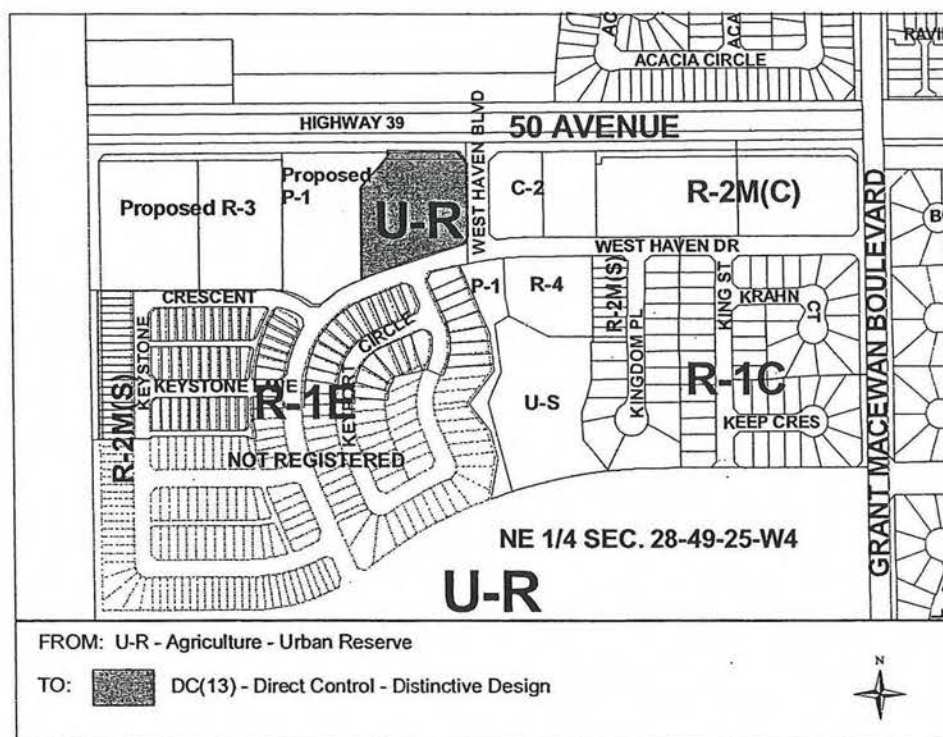 AC
ACA
RAVI
ACACIA CIRCLE
HIGHWAY 39
WEST HAVEN BLVD
50 AVENUE
Proposed R-3
Proposed
P-1
U-R
C-2
R-2M(C)
GRANT MACEWAN BOULEVARD
WEST HAVEN DR
CRESCENT
P-1
R-4
R-2M(S)
KINGDOM PL
KING ST
KRAHN
CT
KEYSTONE
CIRCLE
KEYSTONE
R-1E
R-2M(S)
U-S
R-1C
KEEP CRES
NOT REGISTERED
NE 1/4 SEC. 28-49-25-W4
U-R
FROM: U-R - Agriculture - Urban Reserve
TO: DC(13) - Direct Control - Distinctive Design
N